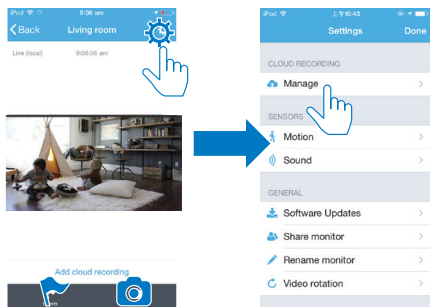 iPod 9:06 am
Back Living room
Live (local) 9:06:56 am
Add cloud recording
iPod 上午10:43
Settings Done
CLOUD RECORDING
Manage
SENSORS
Motion
Sound
GENERAL
Software Updates
Share monitor
Rename monitor
Video rotation